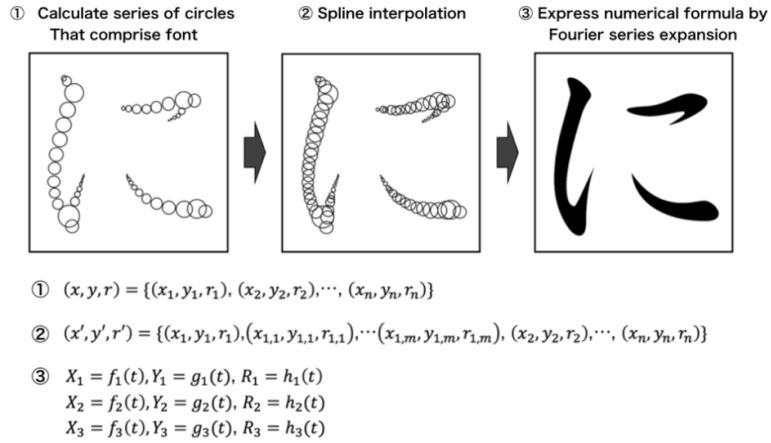 ① Calculate series of circles
That comprise font
② Spline interpolation
③ Express numerical formula by
Fourier series expansion
に
① (x, y, r) = {(x₁, y₁, r₁), (x₂, y₂, r₂),⋯, (xₙ, yₙ, rₙ)}
② (x′, y′, r′) = {(x₁, y₁, r₁), (x₁,₁, y₁,₁, r₁,₁),⋯(x₁,ₘ, y₁,ₘ, r₁,ₘ), (x₂, y₂, r₂),⋯, (xₙ, yₙ, rₙ)}
③ X₁ = f₁(t), Y₁ = g₁(t), R₁ = h₁(t)
X₂ = f₂(t), Y₂ = g₂(t), R₂ = h₂(t)
X₃ = f₃(t), Y₃ = g₃(t), R₃ = h₃(t)